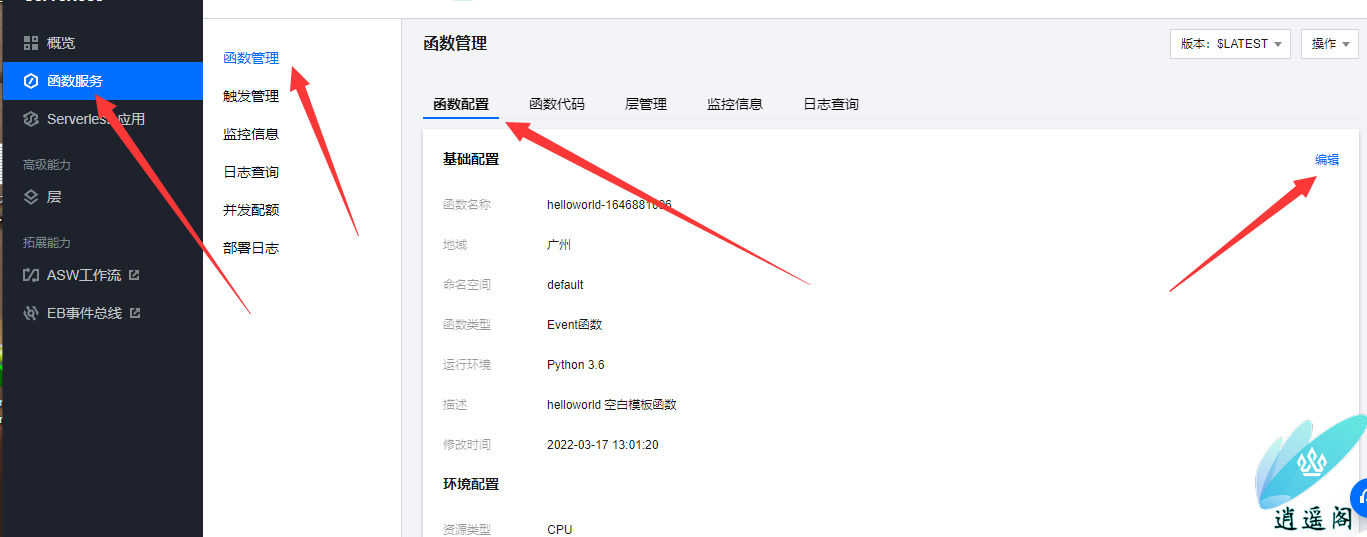 概览
函数服务
Serverless 应用
高级能力
层
拓展能力
ASW工作流
EB事件总线
函数管理
触发管理
监控信息
日志查询
并发配额
部署日志
函数管理
版本：$LATEST
操作
函数配置
函数代码
层管理
监控信息
日志查询
基础配置
编辑
函数名称
地域
广州
命名空间
default
函数类型
Event函数
运行环境
Python 3.6
描述
helloworld 空白模板函数
修改时间
2022-03-17 13:01:20
环境配置
资源类型
CPU
逍遥阁